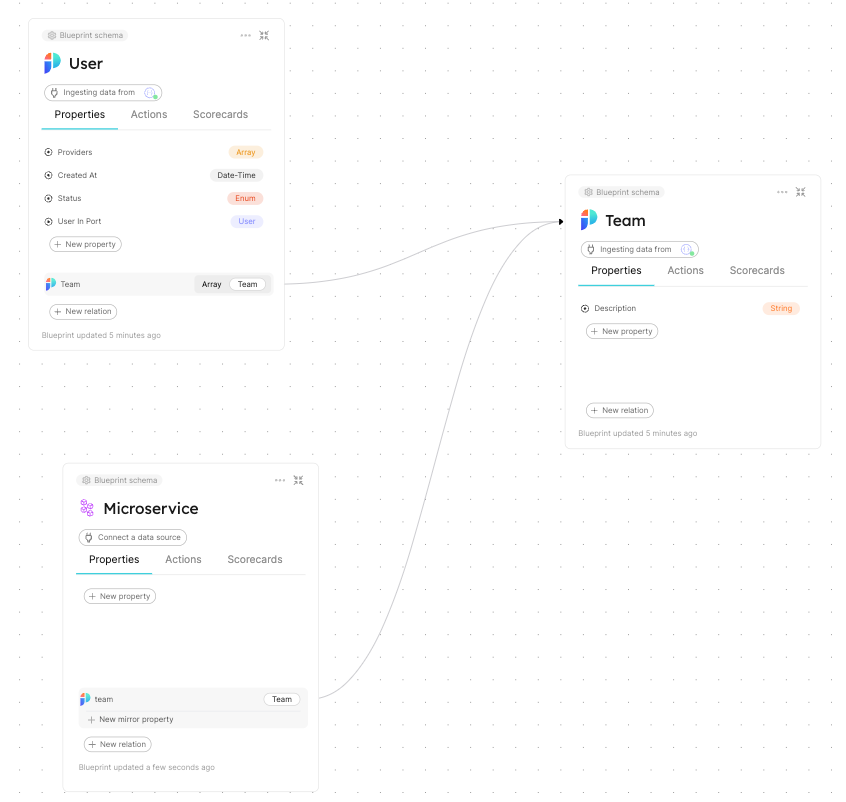 Blueprint schema
User
Ingesting data from
Properties Actions Scorecards
Providers Array
Created At Date-Time
Status Enum
User In Port User
+ New property
Team Array Team
+ New relation
Blueprint updated 5 minutes ago
Blueprint schema
Team
Ingesting data from
Properties Actions Scorecards
Description String
+ New property
+ New relation
Blueprint updated 5 minutes ago
Blueprint schema
Microservice
Connect a data source
Properties Actions Scorecards
+ New property
team Team
+ New mirror property
+ New relation
Blueprint updated a few seconds ago